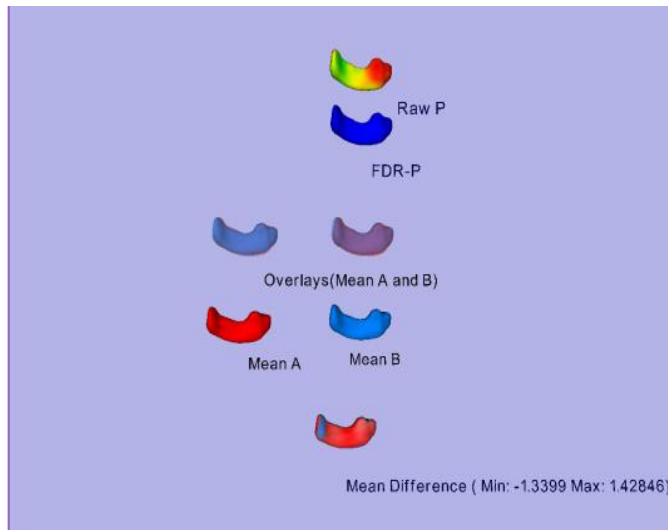 Raw P
FDR-P
Overlays(Mean A and B)
Mean A
Mean B
Mean Difference ( Min: -1.3399 Max: 1.42846)